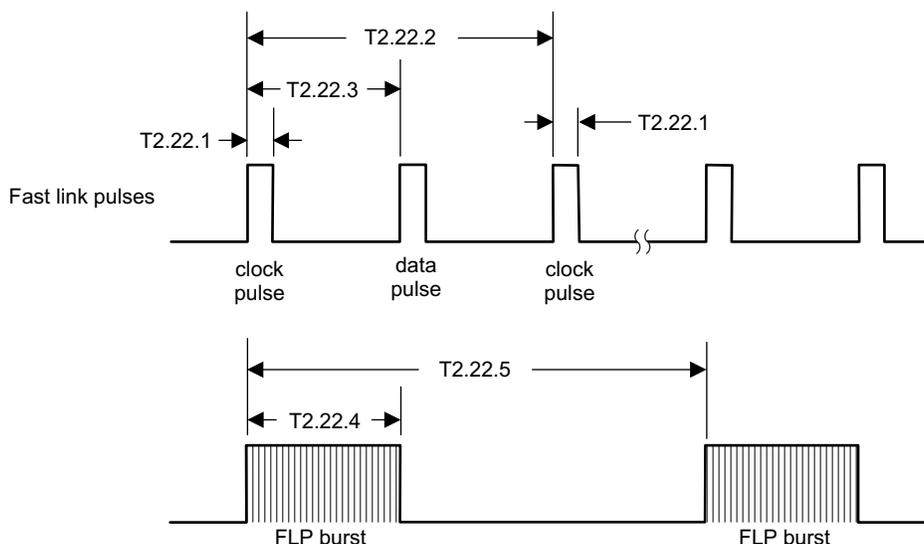 T2.22.2
T2.22.3
T2.22.1
T2.22.1
Fast link pulses
clock
pulse
data
pulse
clock
pulse
T2.22.5
T2.22.4
FLP burst
FLP burst